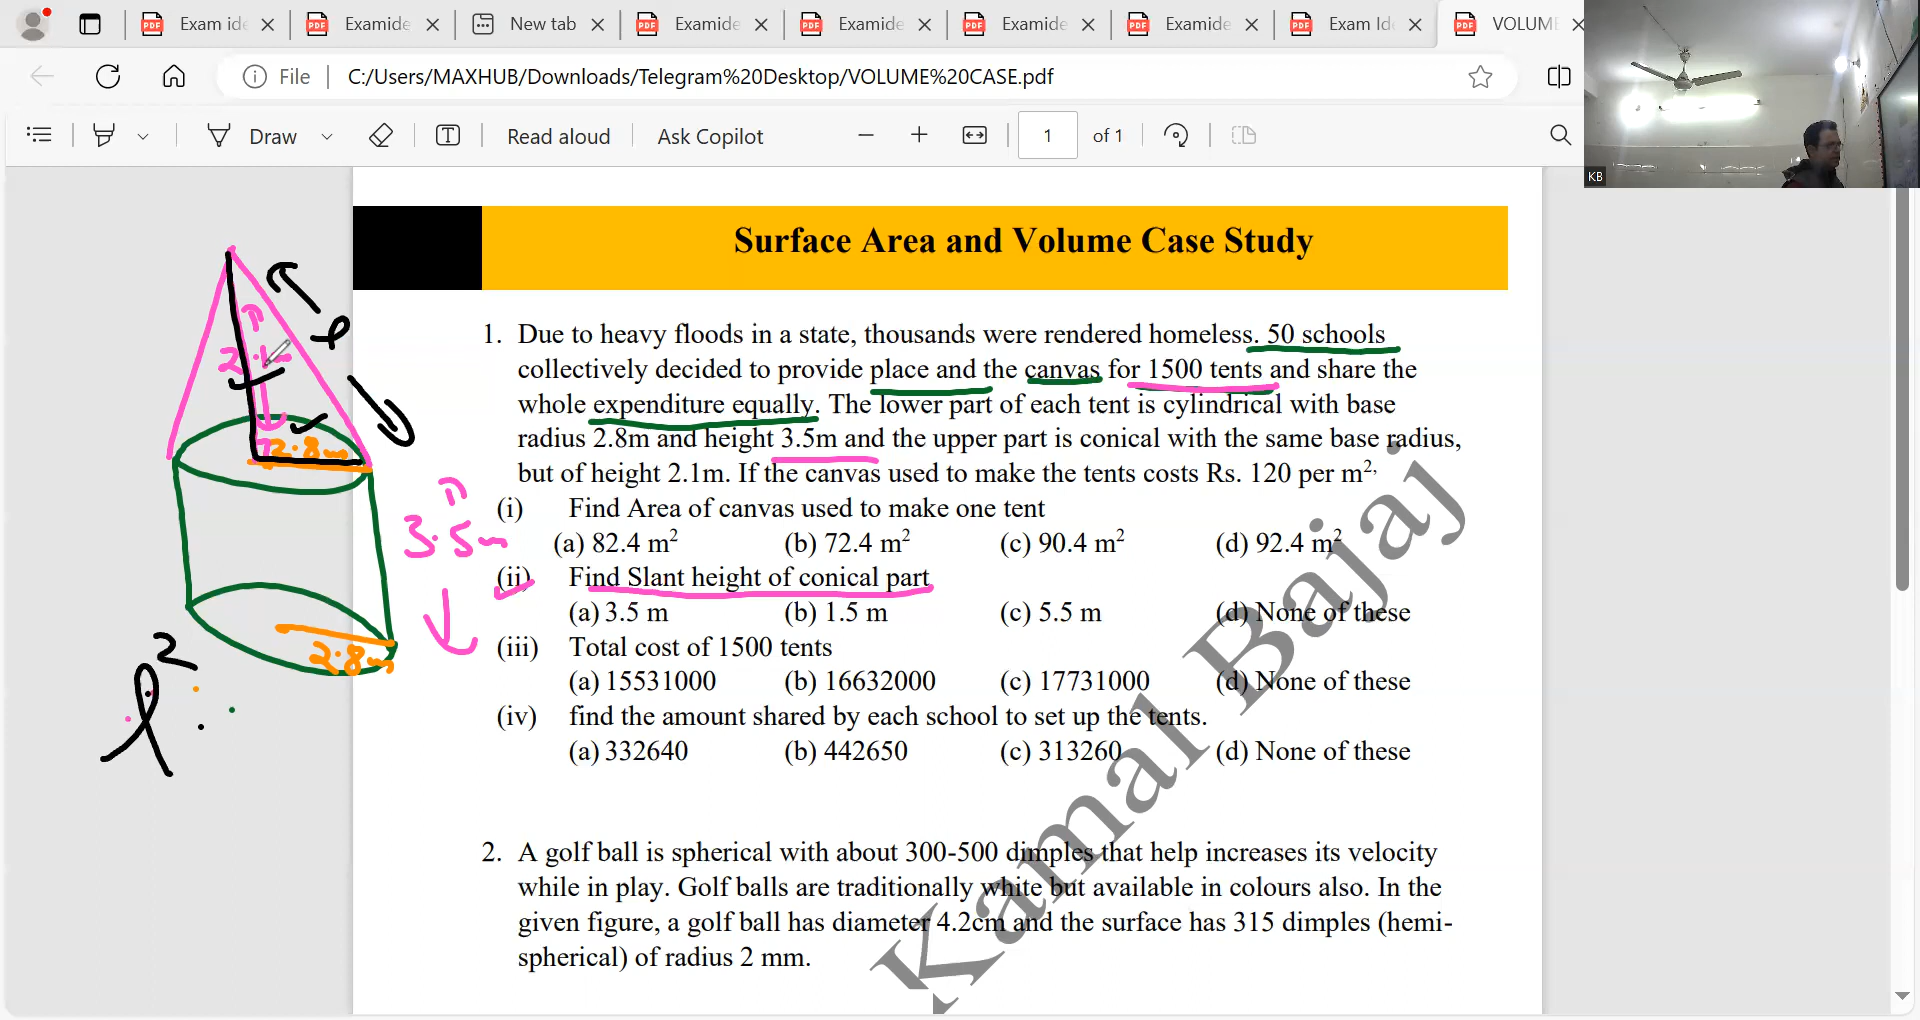 Exam ide
Examide
New tab
Examide
Examide
Examide
Examide
Exam Ide
VOLUME
File
C:/Users/MAXHUB/Downloads/Telegram%20Desktop/VOLUME%20CASE.pdf
Draw
Read aloud
Ask Copilot
1
of 1
KB
Surface Area and Volume Case Study
1. Due to heavy floods in a state, thousands were rendered homeless. 50 schools
collectively decided to provide place and the canvas for 1500 tents and share the
whole expenditure equally. The lower part of each tent is cylindrical with base
radius 2.8m and height 3.5m and the upper part is conical with the same base radius,
but of height 2.1m. If the canvas used to make the tents costs Rs. 120 per m²,
(i) Find Area of canvas used to make one tent
(a) 82.4 m² (b) 72.4 m² (c) 90.4 m² (d) 92.4 m²
(ii) Find Slant height of conical part
(a) 3.5 m (b) 1.5 m (c) 5.5 m (d) None of these
(iii) Total cost of 1500 tents
(a) 15531000 (b) 16632000 (c) 17731000 (d) None of these
(iv) find the amount shared by each school to set up the tents.
(a) 332640 (b) 442650 (c) 313260 (d) None of these
2. A golf ball is spherical with about 300-500 dimples that help increases its velocity
while in play. Golf balls are traditionally white but available in colours also. In the
given figure, a golf ball has diameter 4.2cm and the surface has 315 dimples (hemi-
spherical) of radius 2 mm.
Kamal Bajaj
l
2.8m
3.5m
2.8m
l²